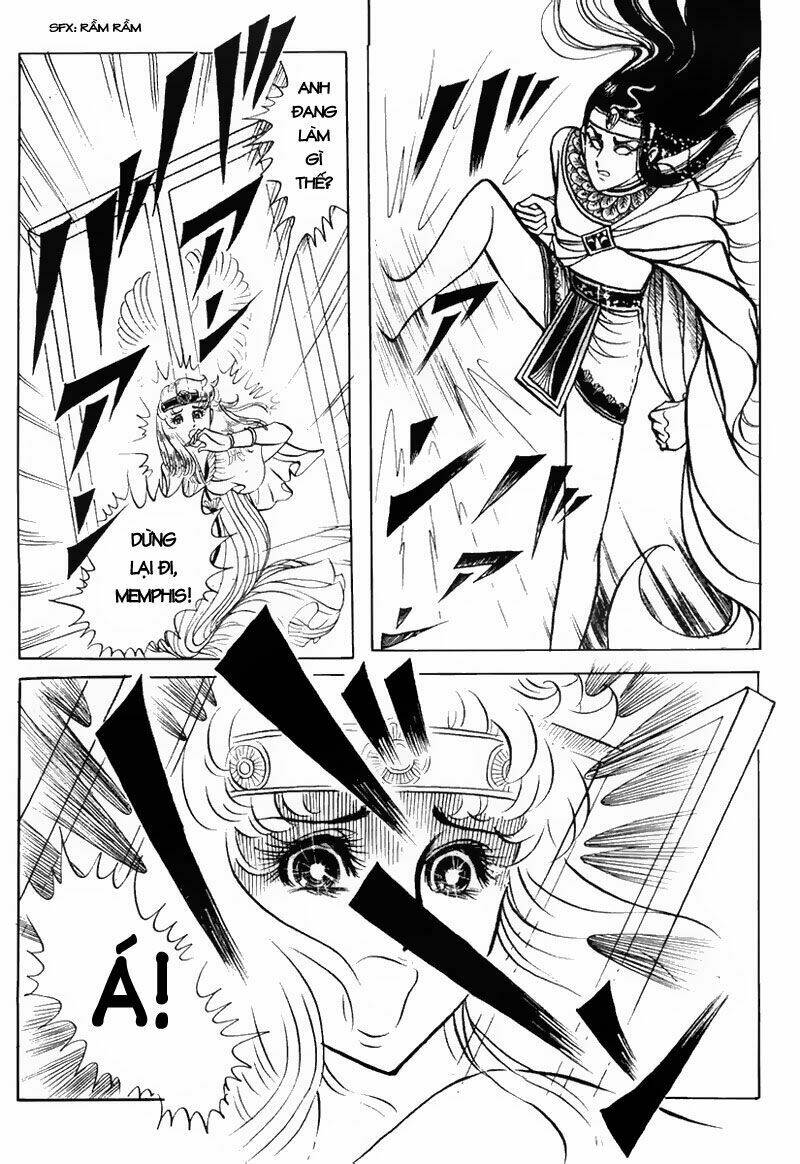 SFX: RẦM RẦM
ANH
ĐANG
LÀM
GÌ
THẾ?
DỪNG
LẠI ĐI,
MEMPHIS!
Á!